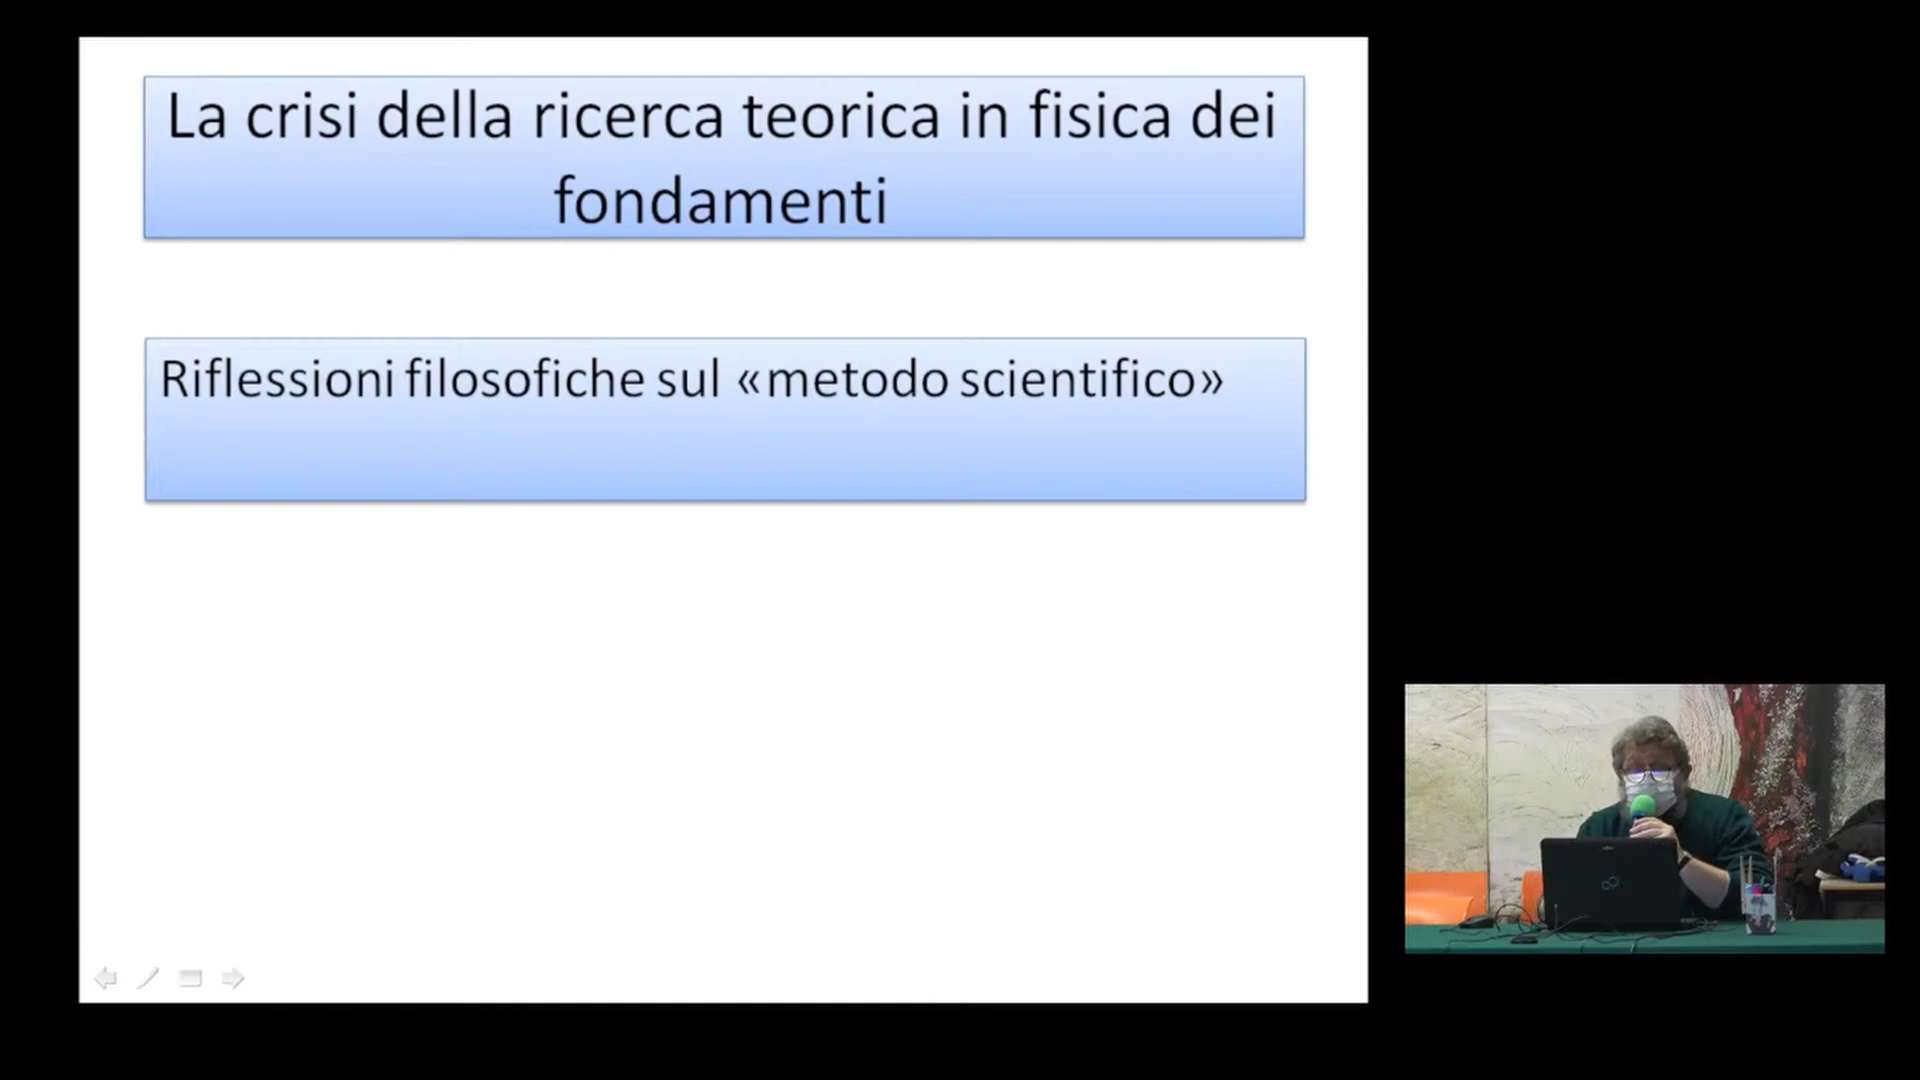 La crisi della ricerca teorica in fisica dei
fondamenti
Riflessioni filosofiche sul «metodo scientifico»